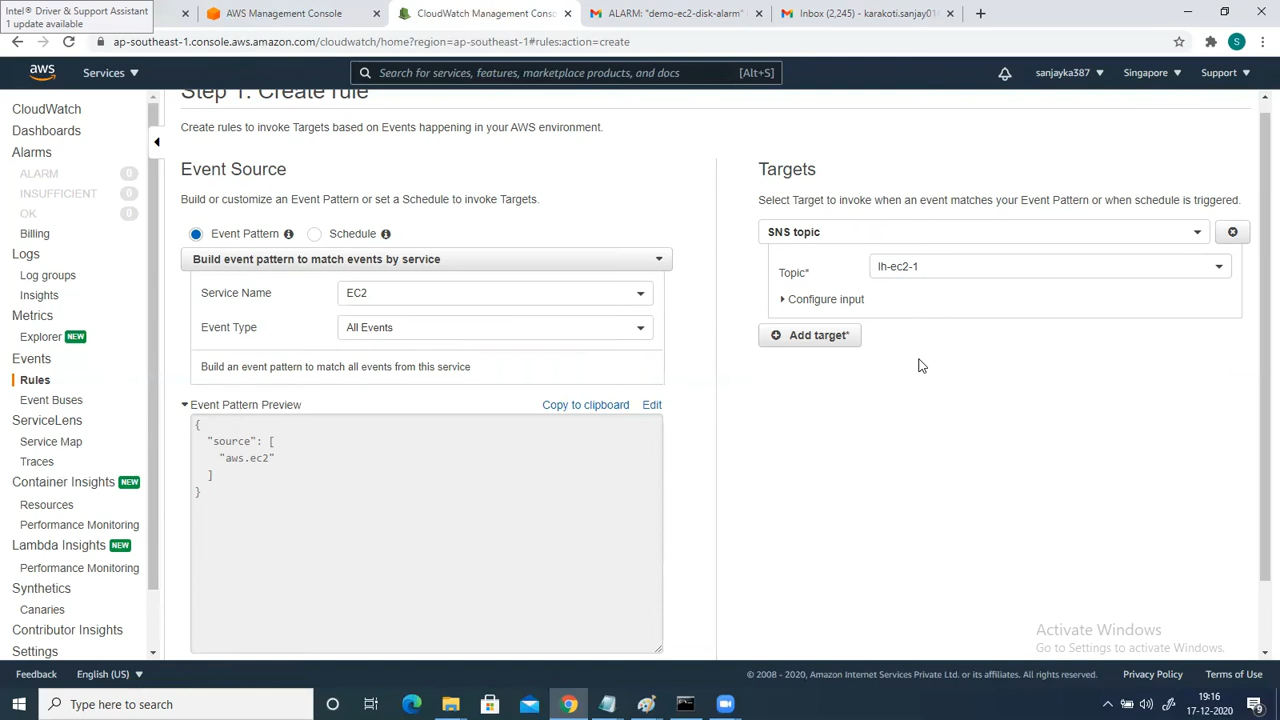 Intel® Driver & Support Assistant
1 update available
AWS Management Console
CloudWatch Management Conso
ALARM: "demo-ec2-disk-alarm"
Inbox (2,245) - karakoti.sanjay01
ap-southeast-1.console.aws.amazon.com/cloudwatch/home?region=ap-southeast-1#rules:action=create
S
aws
Services
Search for services, features, marketplace products, and docs
[Alt+S]
sanjayka387
Singapore
Support
CloudWatch
Dashboards
Alarms
ALARM 0
INSUFFICIENT 0
OK 0
Billing
Logs
Log groups
Insights
Metrics
Explorer NEW
Events
Rules
Event Buses
ServiceLens
Service Map
Traces
Container Insights NEW
Resources
Performance Monitoring
Lambda Insights NEW
Performance Monitoring
Synthetics
Canaries
Contributor Insights
Settings
Step 1: Create rule
Create rules to invoke Targets based on Events happening in your AWS environment.
Event Source
Build or customize an Event Pattern or set a Schedule to invoke Targets.
Event Pattern
Schedule
Build event pattern to match events by service
Service Name EC2
Event Type All Events
Build an event pattern to match all events from this service
Event Pattern Preview
Copy to clipboard
Edit
{
"source": [
"aws.ec2"
]
}
Targets
Select Target to invoke when an event matches your Event Pattern or when schedule is triggered.
SNS topic
Topic* lh-ec2-1
Configure input
Add target*
Activate Windows
Go to Settings to activate Windows.
Feedback
English (US)
© 2008 - 2020, Amazon Internet Services Private Ltd. or its affiliates. All rights reserved.
Privacy Policy
Terms of Use
Type here to search
19:16
17-12-2020